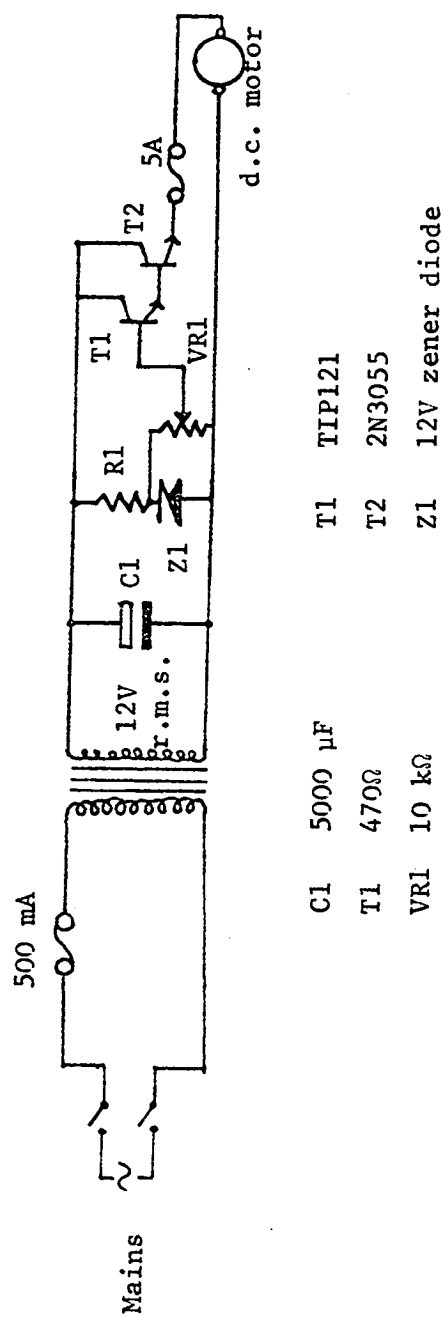 Mains
500 mA
12V
r.m.s.
C1
R1
Z1
VR1
T1
T2
5A
d.c. motor
C1 5000 μF
T1 470Ω
VR1 10 kΩ
T1 TIP121
T2 2N3055
Z1 12V zener diode